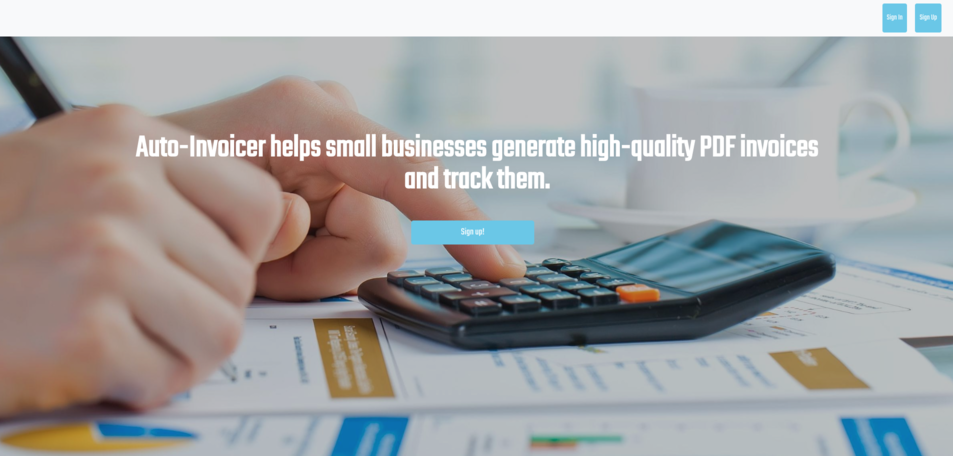 Sign In
Sign Up
Auto-Invoicer helps small businesses generate high-quality PDF invoices
and track them.
Sign up!